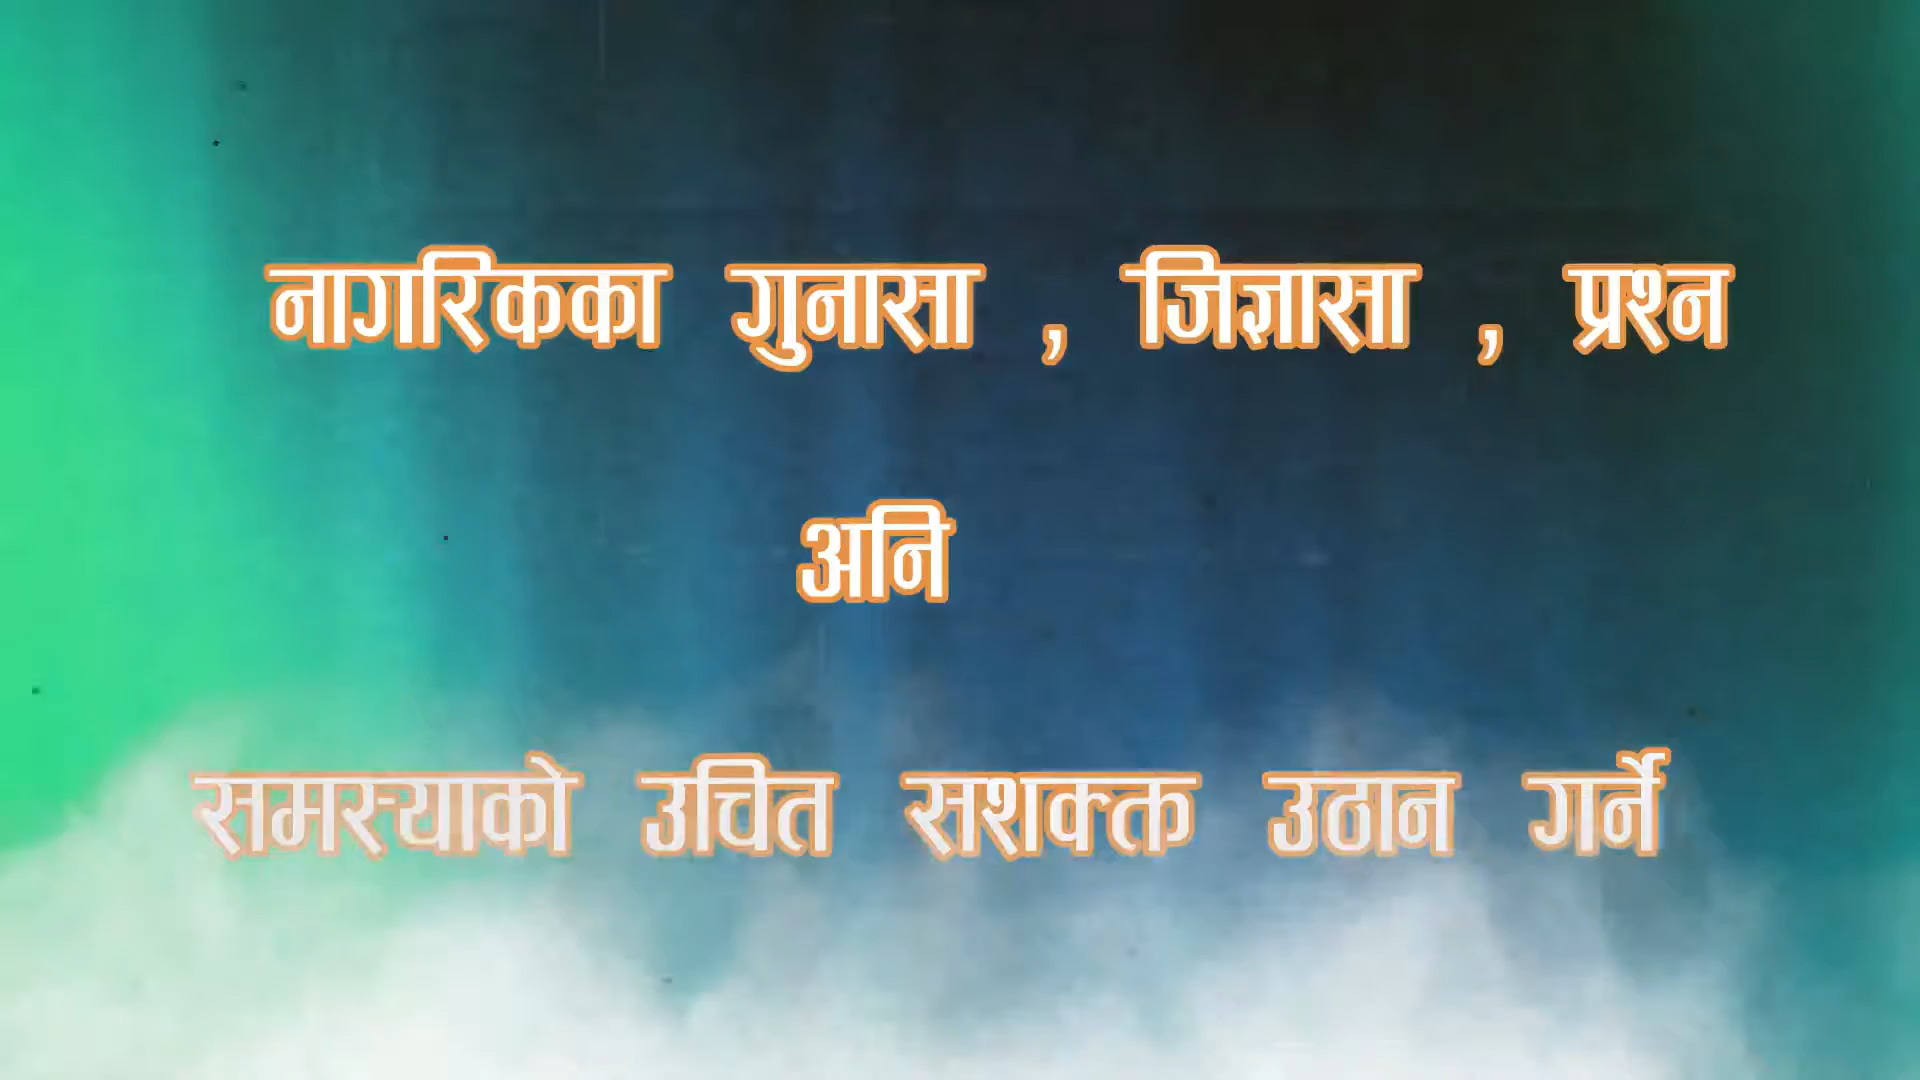 नागरिकका गुनासा , जिज्ञासा , प्रश्न
अनि
समस्याको उचित सशक्त उठान गर्ने